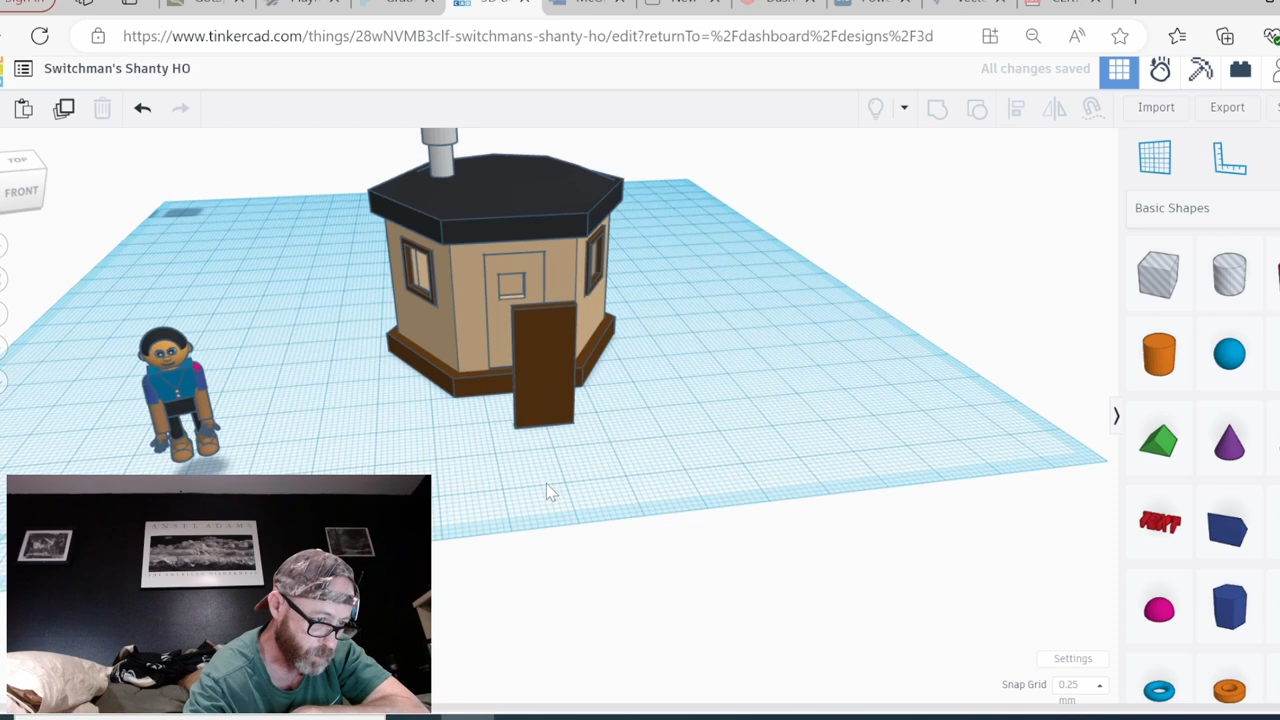 https://www.tinkercad.com/things/28wNVMB3clf-switchmans-shanty-ho/edit?returnTo=%2Fdashboard%2Fdesigns%2F3d
Switchman's Shanty HO
All changes saved
Import
Export
TOP
FRONT
Basic Shapes
ANSEL ADAMS
Settings
Snap Grid
0.25
mm